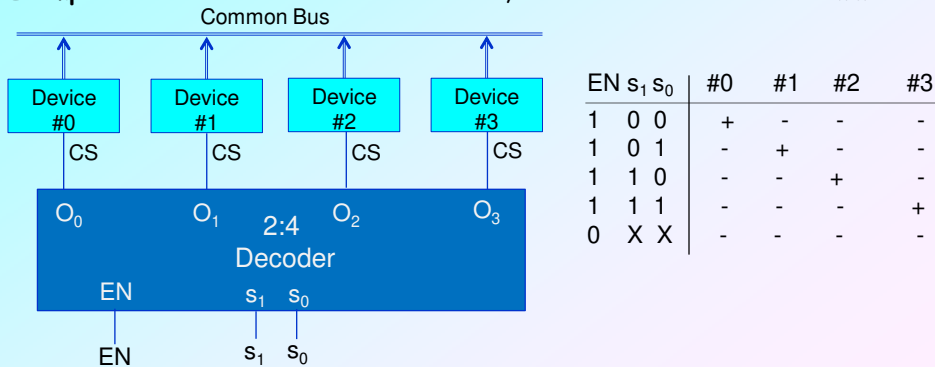 Common Bus
Device #0
Device #1
Device #2
Device #3
CS CS CS CS
O₀ O₁ O₂ O₃
2:4
Decoder
EN s₁ s₀
EN s₁ s₀
EN s₁ s₀ #0 #1 #2 #3
1 0 0 + - - -
1 0 1 - + - -
1 1 0 - - + -
1 1 1 - - - +
0 X X - - - -